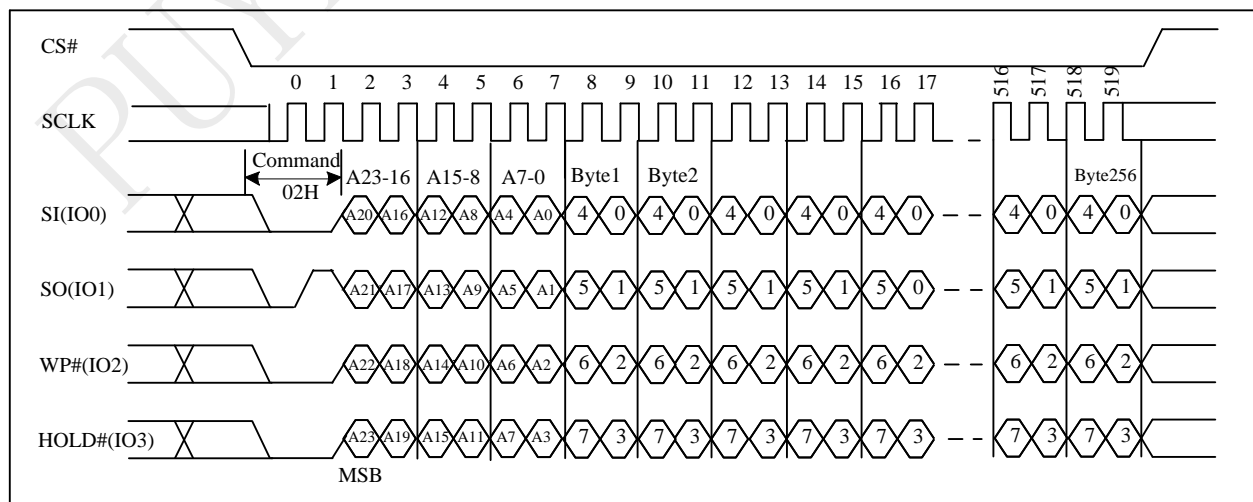 PUY
CS#
0 1 2 3 4 5 6 7 8 9 10 11 12 13 14 15 16 17 516 517 518 519
SCLK
Command
02H
A23-16 A15-8 A7-0 Byte1 Byte2 Byte256
SI(IO0) A20 A16 A12 A8 A4 A0 4 0 4 0 4 0 4 0 4 0 4 0 4 0
SO(IO1) A21 A17 A13 A9 A5 A1 5 1 5 1 5 1 5 1 5 0 5 1 5 1
WP#(IO2) A22 A18 A14 A10 A6 A2 6 2 6 2 6 2 6 2 6 2 6 2 6 2
HOLD#(IO3) A23 A19 A15 A11 A7 A3 7 3 7 3 7 3 7 3 7 3 7 3 7 3
MSB